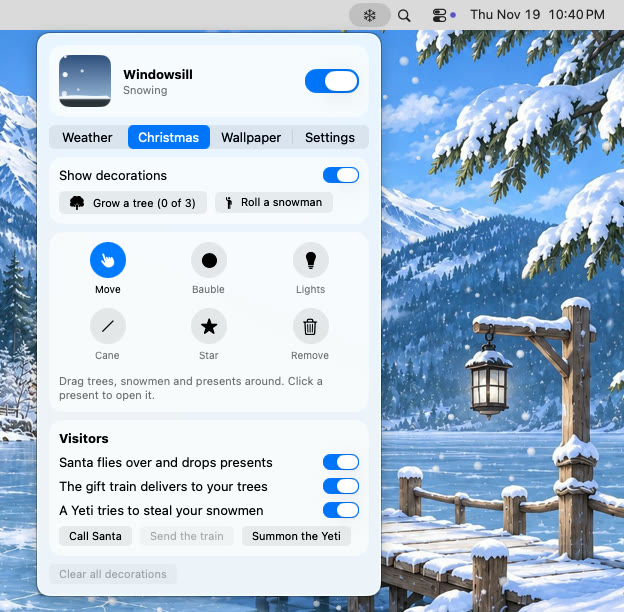 Thu Nov 19 10:40 PM
Windowsill
Snowing
Weather Christmas Wallpaper Settings
Show decorations
Grow a tree (0 of 3) Roll a snowman
Move Bauble Lights
Cane Star Remove
Drag trees, snowmen and presents around. Click a
present to open it.
Visitors
Santa flies over and drops presents
The gift train delivers to your trees
A Yeti tries to steal your snowmen
Call Santa Send the train Summon the Yeti
Clear all decorations